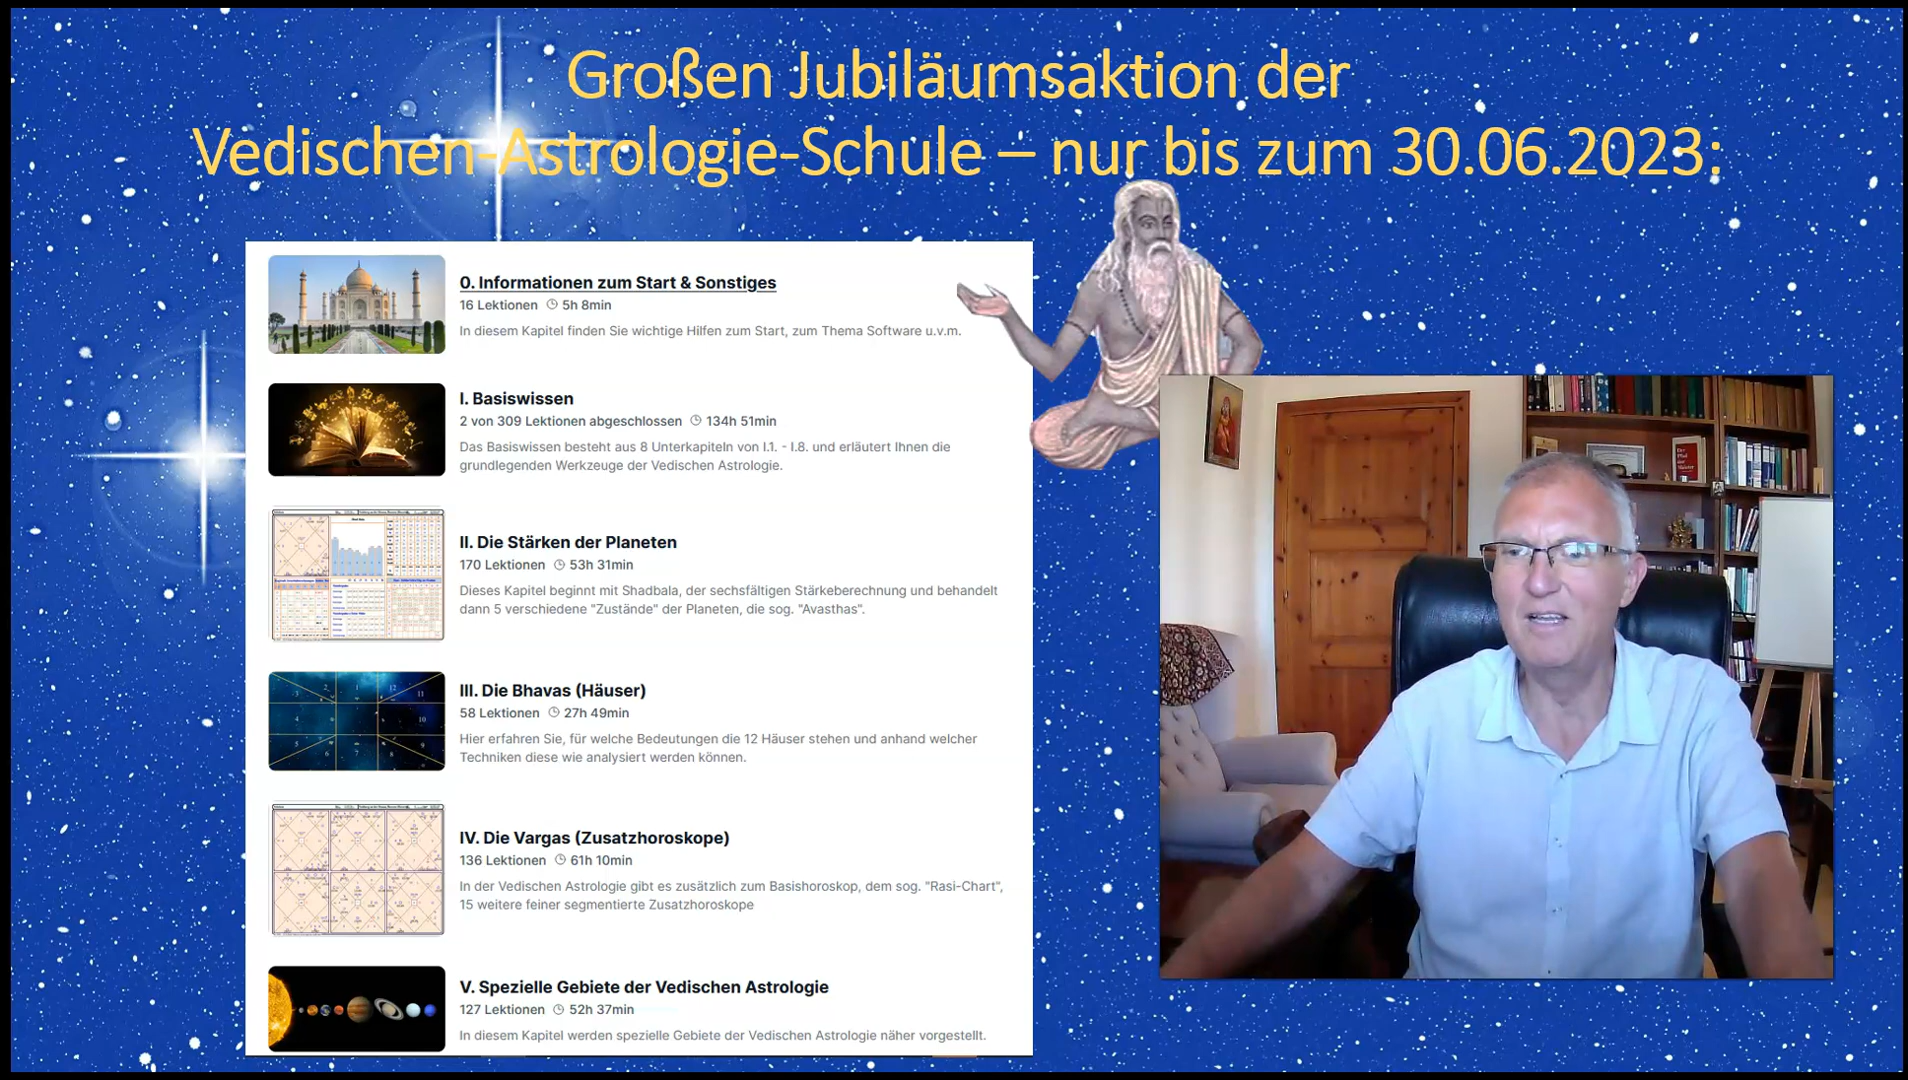 Großen Jubiläumsaktion der
Vedischen-Astrologie-Schule – nur bis zum 30.06.2023:
0. Informationen zum Start & Sonstiges
16 Lektionen 5h 8min
In diesem Kapitel finden Sie wichtige Hilfen zum Start, zum Thema Software u.v.m.
I. Basiswissen
2 von 309 Lektionen abgeschlossen 134h 51min
Das Basiswissen besteht aus 8 Unterkapiteln von I.1. - I.8. und erläutert Ihnen die
grundlegenden Werkzeuge der Vedischen Astrologie.
II. Die Stärken der Planeten
170 Lektionen 53h 31min
Dieses Kapitel beginnt mit Shadbala, der sechsfältigen Stärkeberechnung und behandelt
dann 5 verschiedene "Zustände" der Planeten, die sog. "Avasthas".
III. Die Bhavas (Häuser)
58 Lektionen 27h 49min
Hier erfahren Sie, für welche Bedeutungen die 12 Häuser stehen und anhand welcher
Techniken diese wie analysiert werden können.
IV. Die Vargas (Zusatzhoroskope)
136 Lektionen 61h 10min
In der Vedischen Astrologie gibt es zusätzlich zum Basishoroskop, dem sog. "Rasi-Chart",
15 weitere feiner segmentierte Zusatzhoroskope
V. Spezielle Gebiete der Vedischen Astrologie
127 Lektionen 52h 37min
In diesem Kapitel werden spezielle Gebiete der Vedischen Astrologie näher vorgestellt.